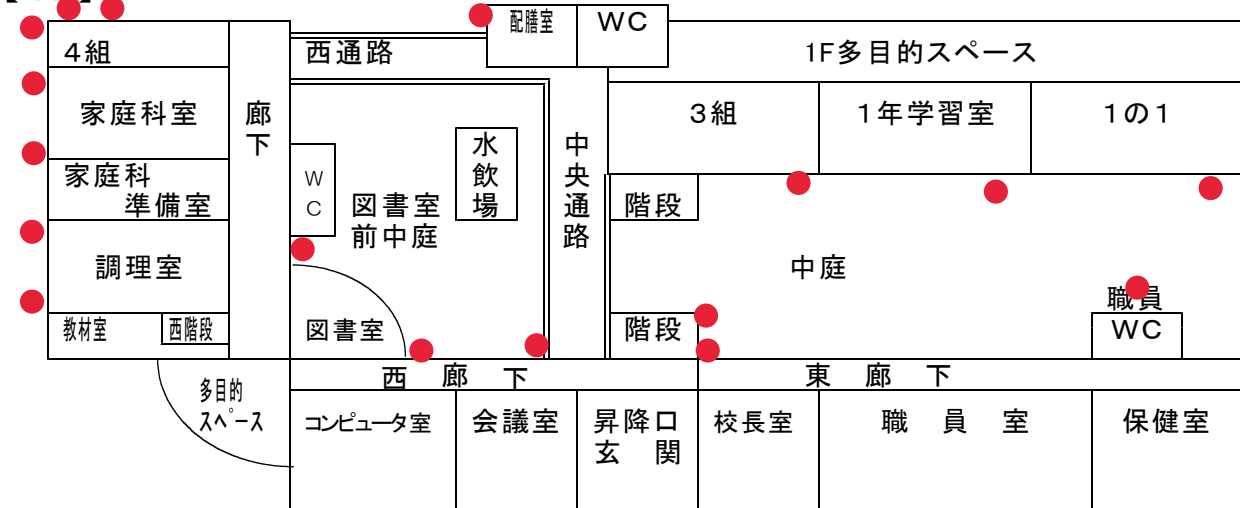 配膳室
WC
4組
西通路
1F多目的スペース
家庭科室
廊下
3組
1年学習室
1の1
水飲場
中央通路
家庭科
準備室
WC
図書室
前中庭
階段
調理室
中庭
職員
WC
教材室
西階段
図書室
階段
西廊下
東廊下
多目的
スペース
コンピュータ室
会議室
昇降口
玄関
校長室
職員室
保健室